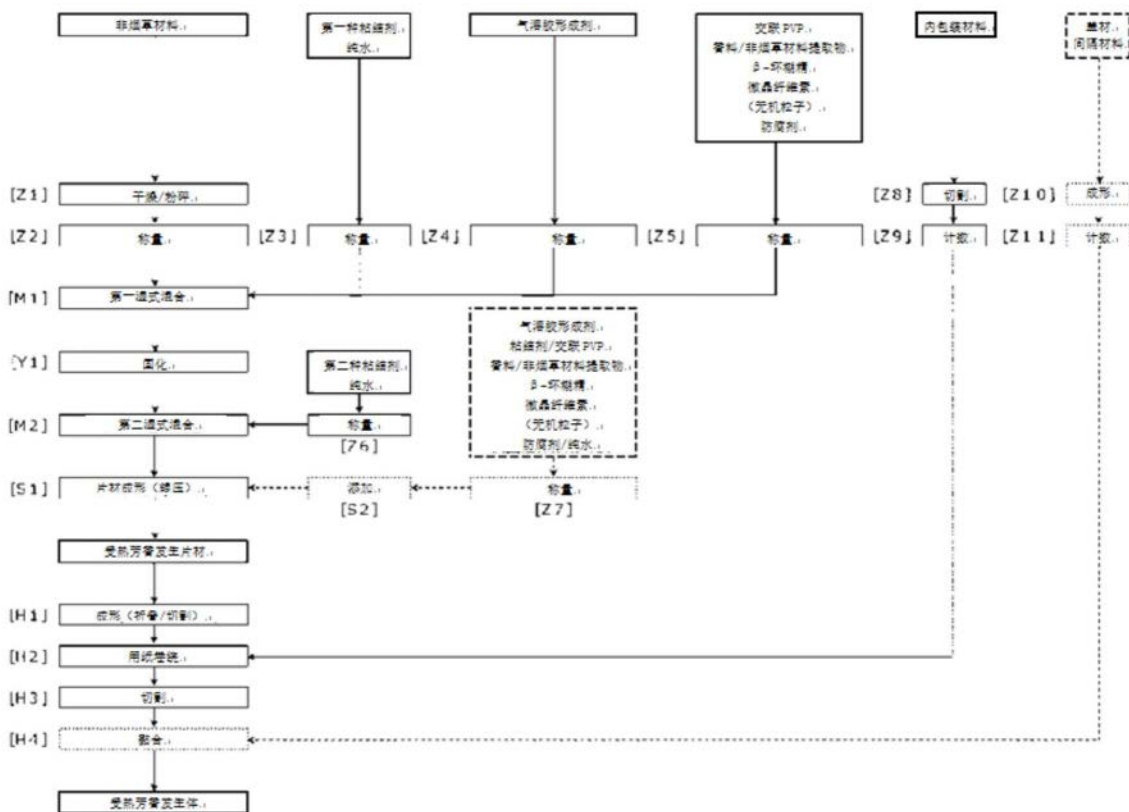 非烟草材料
第一种粘结剂
纯水
气溶胶形成剂
交联 PVP
香料/非烟草材料提取物
β-环糊精
微晶纤维素
(无机粒子)
防腐剂
内包装材料
盖材
间隔材料
[Z1]
干燥/粉碎
[Z8]
切割
[Z10]
成形
[Z2]
称量
[Z3]
称量
[Z4]
称量
[Z5]
称量
[Z9]
计数
[Z11]
计数
[M1]
第一湿式混合
气溶胶形成剂
粘结剂/交联 PVP
香料/非烟草材料提取物
β-环糊精
微晶纤维素
(无机粒子)
防腐剂/纯水
[Y1]
固化
第二种粘结剂
纯水
[M2]
第二湿式混合
称量
[Z6]
[S1]
片材成形(辊压)
添加
[S2]
称量
[Z7]
受热芳香发生片材
[H1]
成形(折叠/切割)
[H2]
用纸卷绕
[H3]
切割
[H4]
融合
受热芳香发生体